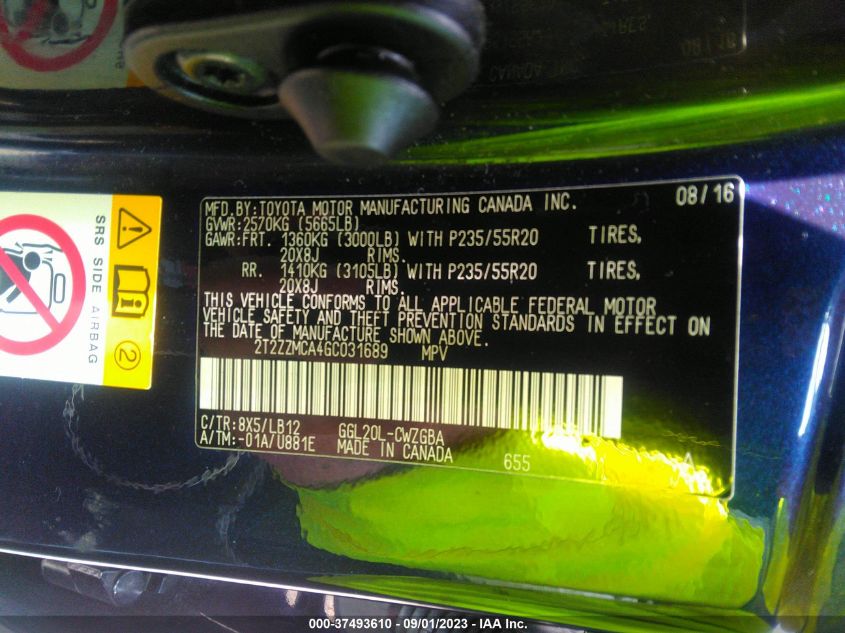 MFD.BY:TOYOTA MOTOR MANUFACTURING CANADA INC. 08/16
GVWR:2570KG (5665LB)
GAWR:FRT. 1360KG (3000LB) WITH P235/55R20 TIRES,
20X8J RIMS.
RR. 1410KG (3105LB) WITH P235/55R20 TIRES,
20X8J RIMS.
THIS VEHICLE CONFORMS TO ALL APPLICABLE FEDERAL MOTOR
VEHICLE SAFETY AND THEFT PREVENTION STANDARDS IN EFFECT ON
THE DATE OF MANUFACTURE SHOWN ABOVE.
2T2ZZMCA4GC031689 MPV
C/TR:8X5/LB12 GGL20L-CWZGBA
A/TM:-01A/U881E MADE IN CANADA 655
SRS SIDE AIRBAG
2
000-37493610 - 09/01/2023 - IAA Inc.